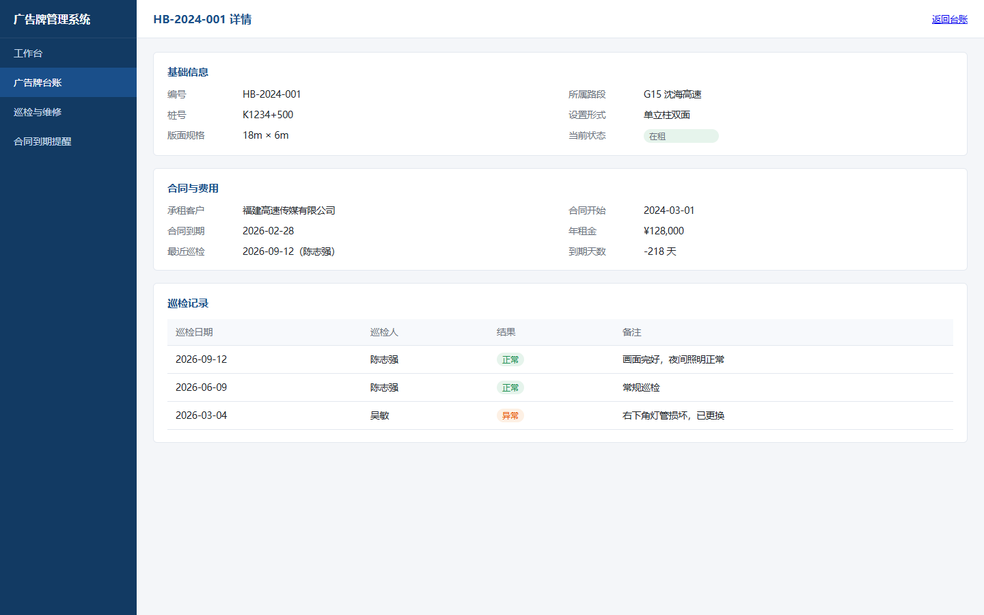 广告牌管理系统
工作台
广告牌台账
巡检与维修
合同到期提醒
HB-2024-001 详情
返回台账
基础信息
编号 HB-2024-001 所属路段 G15 沈海高速
桩号 K1234+500 设置形式 单立柱双面
版面规格 18m × 6m 当前状态 在租
合同与费用
承租客户 福建高速传媒有限公司 合同开始 2024-03-01
合同到期 2026-02-28 年租金 ¥128,000
最近巡检 2026-09-12（陈志强） 到期天数 -218 天
巡检记录
巡检日期 巡检人 结果 备注
2026-09-12 陈志强 正常 画面完好，夜间照明正常
2026-06-09 陈志强 正常 常规巡检
2026-03-04 吴敏 异常 右下角灯管损坏，已更换